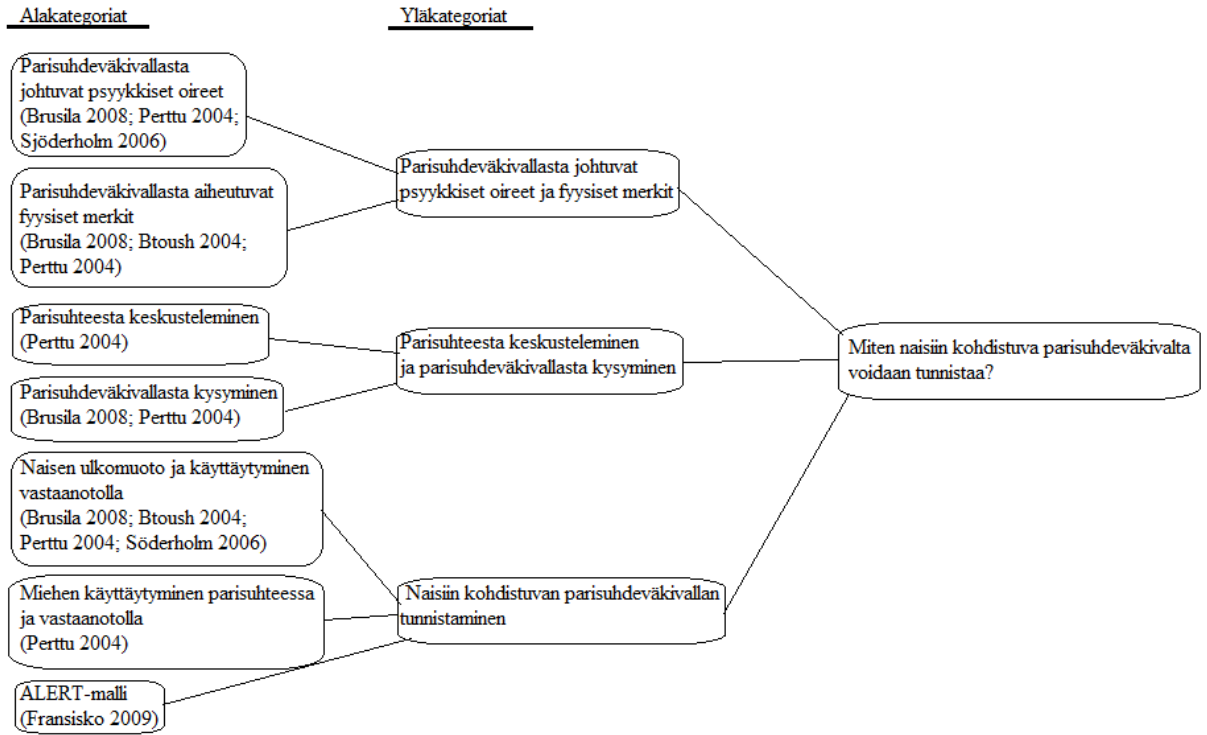 Alakategoriat
Yläkategoriat
Parisuhdeväkivallasta
johtuvat psyykkiset oireet
(Brusila 2008; Perttu 2004;
Sjöderholm 2006)
Parisuhdeväkivallasta aiheutuvat
fyysiset merkit
(Brusila 2008; Btoush 2004;
Perttu 2004)
Parisuhteesta keskusteleminen
(Perttu 2004)
Parisuhdeväkivallasta kysyminen
(Brusila 2008; Perttu 2004)
Naisen ulkomuoto ja käyttäytyminen
vastaanotolla
(Brusila 2008; Btoush 2004;
Perttu 2004; Söderholm 2006)
Miehen käyttäytyminen parisuhteessa
ja vastaanotolla
(Perttu 2004)
ALERT-malli
(Fransisko 2009)
Parisuhdeväkivallasta johtuvat
psyykkiset oireet ja fyysiset merkit
Parisuhteesta keskusteleminen
ja parisuhdeväkivallasta kysyminen
Naisiin kohdistuvan parisuhdeväkivallan
tunnistaminen
Miten naisiin kohdistuva parisuhdeväkivalta
voidaan tunnistaa?